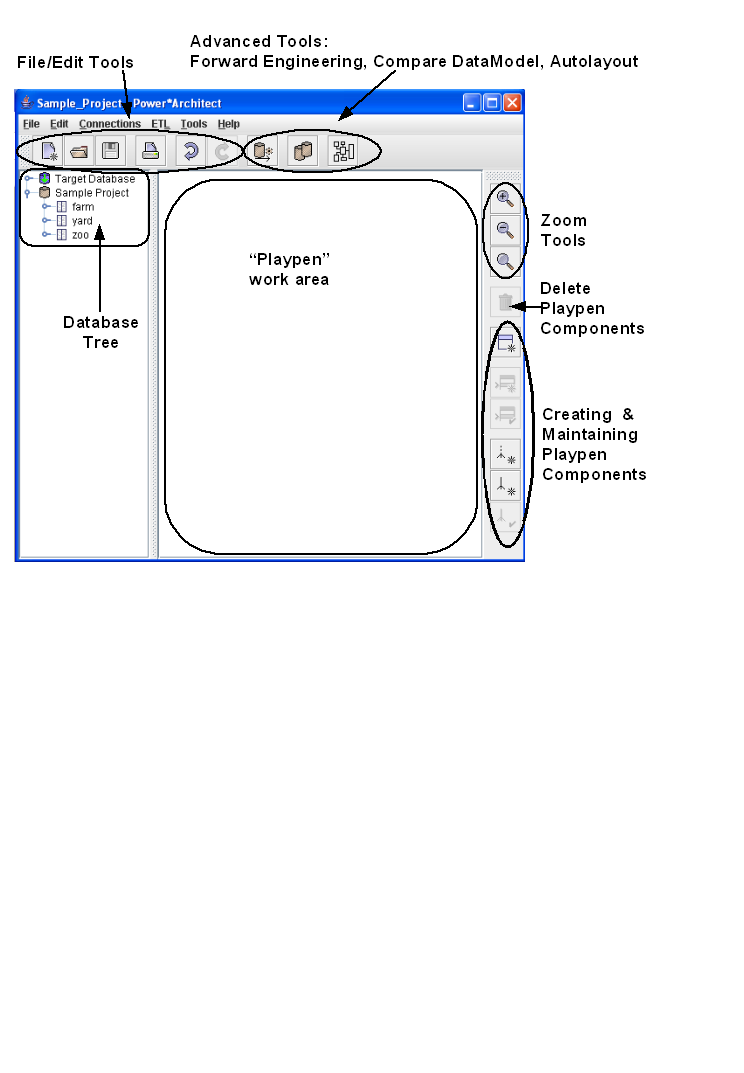 Advanced Tools:
File/Edit Tools
Forward Engineering, Compare DataModel, Autolayout
Sample_Project - Power*Architect
File Edit Connections ETL Tools Help
Target Database
Sample Project
farm
yard
zoo
Database
Tree
“Playpen”
work area
Zoom
Tools
Delete
Playpen
Components
Creating &
Maintaining
Playpen
Components